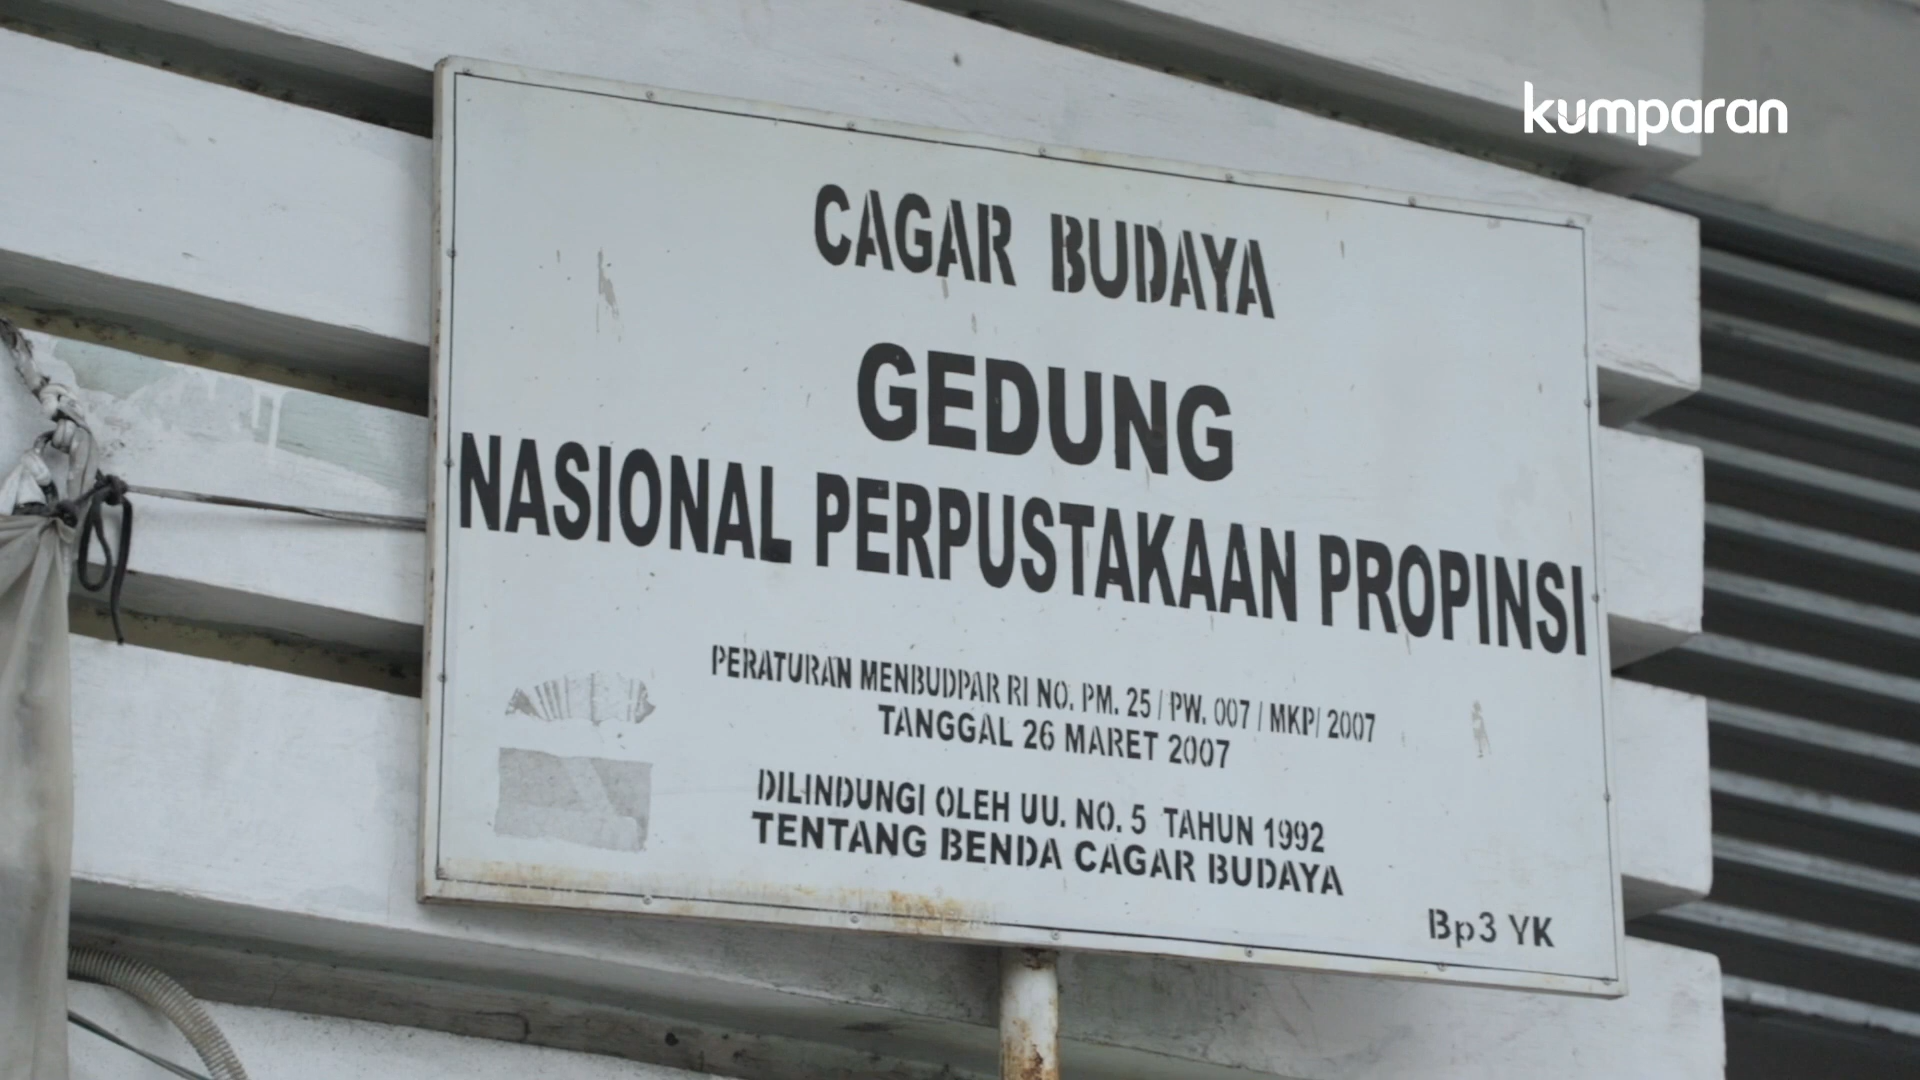 kumparan
CAGAR BUDAYA
GEDUNG
NASIONAL PERPUSTAKAAN PROPINSI
PERATURAN MENBUDPAR RI NO. PM. 25 / PW. 007 / MKP/ 2007
TANGGAL 26 MARET 2007
DILINDUNGI OLEH UU. NO. 5 TAHUN 1992
TENTANG BENDA CAGAR BUDAYA
Bp3 YK